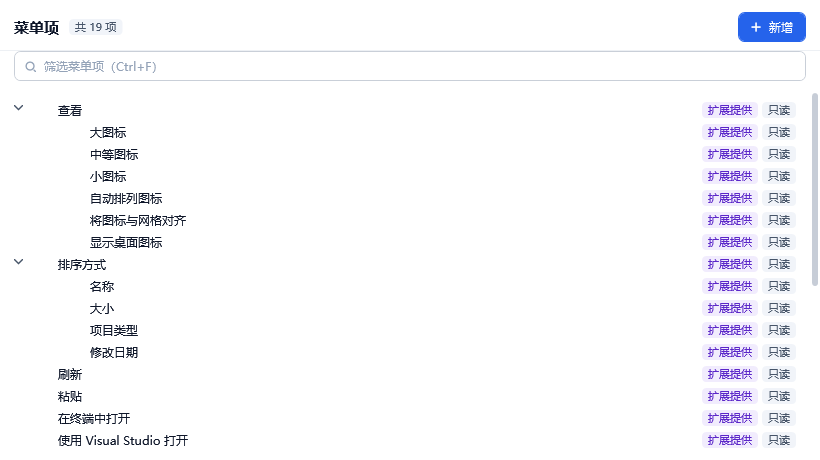 菜单项 共 19 项 + 新增
筛选菜单项 (Ctrl+F)
查看 扩展提供 只读
大图标 扩展提供 只读
中等图标 扩展提供 只读
小图标 扩展提供 只读
自动排列图标 扩展提供 只读
将图标与网格对齐 扩展提供 只读
显示桌面图标 扩展提供 只读
排序方式 扩展提供 只读
名称 扩展提供 只读
大小 扩展提供 只读
项目类型 扩展提供 只读
修改日期 扩展提供 只读
刷新 扩展提供 只读
粘贴 扩展提供 只读
在终端中打开 扩展提供 只读
使用 Visual Studio 打开 扩展提供 只读